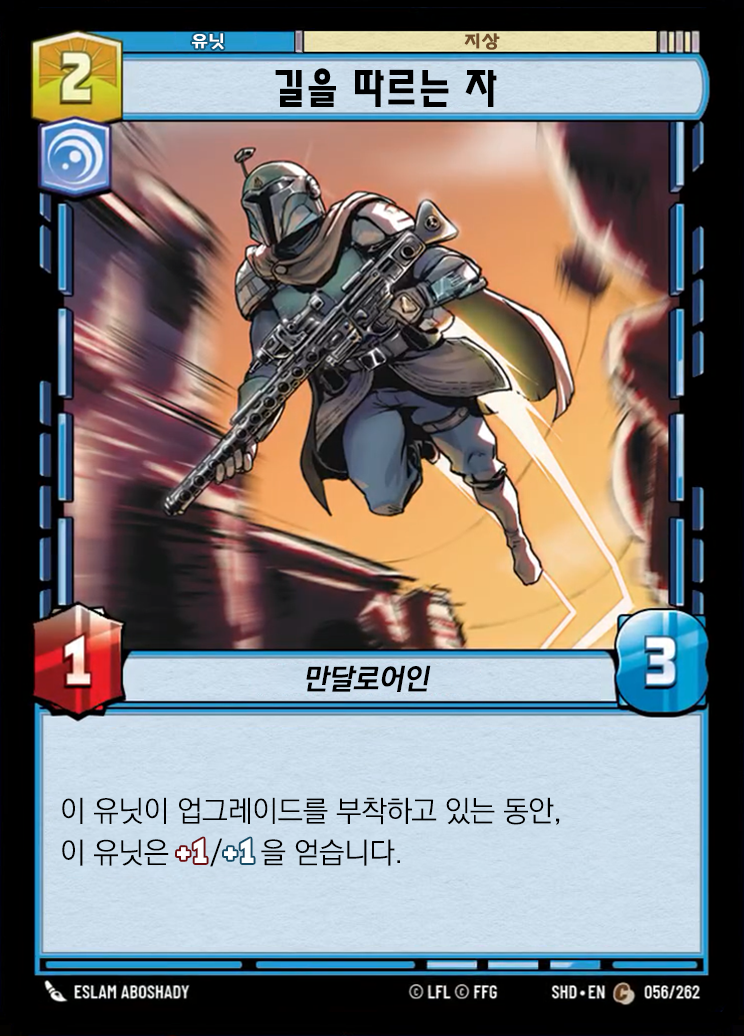 유닛
지상
2
길을 따르는 자
1
만달로어인
3
이 유닛이 업그레이드를 부착하고 있는 동안,
이 유닛은 +1/+1 을 얻습니다.
ESLAM ABOSHADY
© LFL © FFG
SHD • EN C 056/262